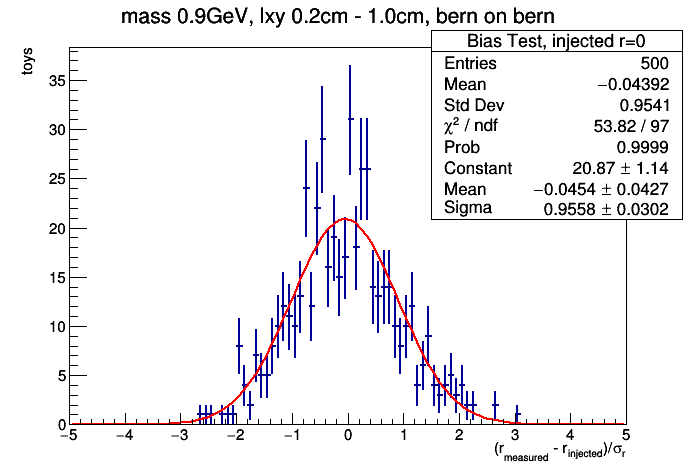 mass 0.9GeV, lxy 0.2cm - 1.0cm, bern on bern
toys
Bias Test, injected r=0
Entries 500
Mean −0.04392
Std Dev 0.9541
χ² / ndf 53.82 / 97
Prob 0.9999
Constant 20.87 ± 1.14
Mean −0.0454 ± 0.0427
Sigma 0.9558 ± 0.0302
35
30
25
20
15
10
5
0
−5 −4 −3 −2 −1 0 1 2 3 4 5
(r_measured - r_injected)/σ_r